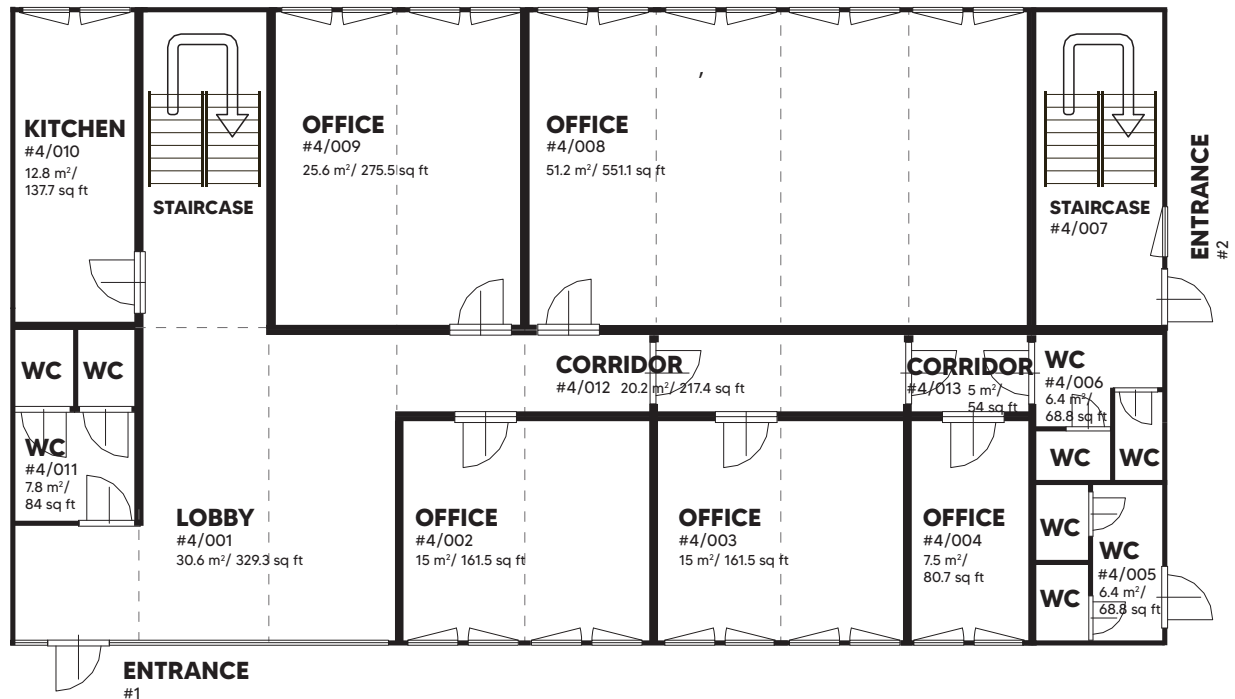 KITCHEN
#4/010
12.8 m²/
137.7 sq ft
STAIRCASE
OFFICE
#4/009
25.6 m²/ 275.5 sq ft
OFFICE
#4/008
51.2 m²/ 551.1 sq ft
,
STAIRCASE
#4/007
ENTRANCE
#2
WC
WC
WC
#4/011
7.8 m²/
84 sq ft
CORRIDOR
#4/012 20.2 m²/ 217.4 sq ft
CORRIDOR
#4/013 5 m²/
54 sq ft
WC
#4/006
6.4 m²/
68.8 sq ft
WC
WC
LOBBY
#4/001
30.6 m²/ 329.3 sq ft
OFFICE
#4/002
15 m²/ 161.5 sq ft
OFFICE
#4/003
15 m²/ 161.5 sq ft
OFFICE
#4/004
7.5 m²/
80.7 sq ft
WC
WC
#4/005
6.4 m²/
68.8 sq ft
WC
ENTRANCE
#1